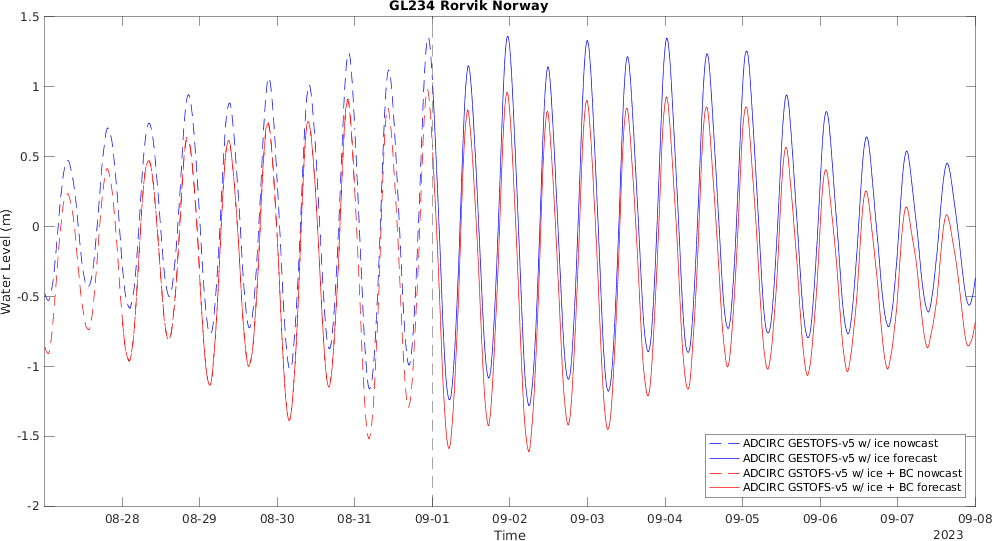 GL234 Rorvik Norway
1.5
1
0.5
0
-0.5
-1
-1.5
-2
Water Level (m)
ADCIRC GESTOFS-v5 w/ ice nowcast
ADCIRC GESTOFS-v5 w/ ice forecast
ADCIRC GSTOFS-v5 w/ ice + BC nowcast
ADCIRC GSTOFS-v5 w/ ice + BC forecast
08-28 08-29 08-30 08-31 09-01 09-02 09-03 09-04 09-05 09-06 09-07 09-08
Time
2023